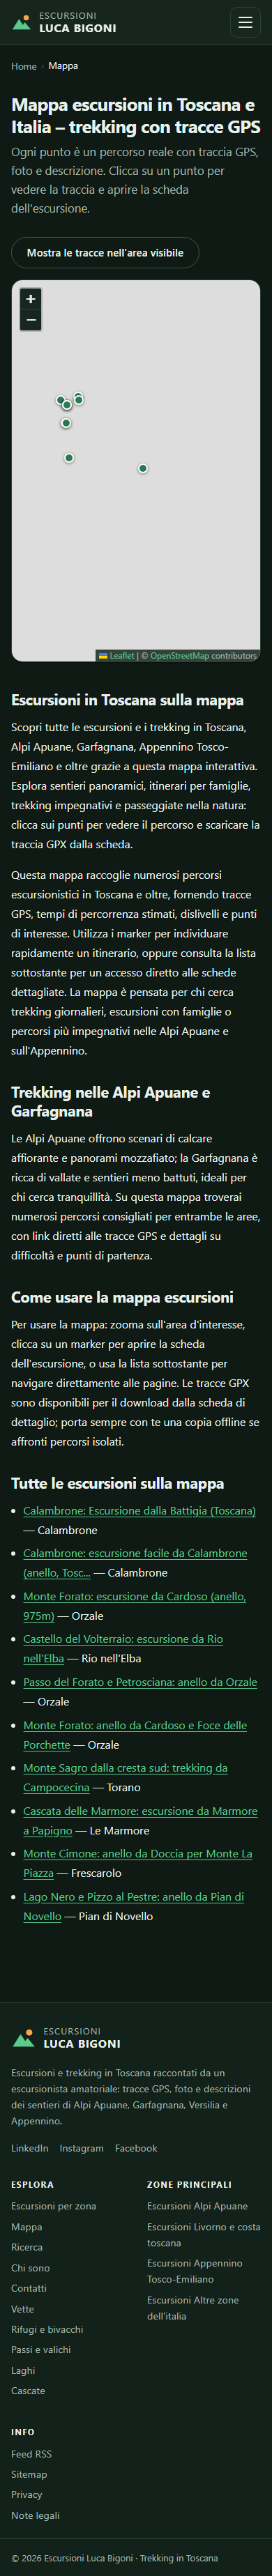 ESCURSIONI
LUCA BIGONI
Home › Mappa
Mappa escursioni in Toscana e
Italia – trekking con tracce GPS
Ogni punto è un percorso reale con traccia GPS,
foto e descrizione. Clicca su un punto per
vedere la traccia e aprire la scheda
dell'escursione.
Mostra le tracce nell'area visibile
+
−
Leaflet | © OpenStreetMap contributors
Escursioni in Toscana sulla mappa
Scopri tutte le escursioni e i trekking in Toscana,
Alpi Apuane, Garfagnana, Appennino Tosco-
Emiliano e oltre grazie a questa mappa interattiva.
Esplora sentieri panoramici, itinerari per famiglie,
trekking impegnativi e passeggiate nella natura:
clicca sui punti per vedere il percorso e scaricare la
traccia GPX dalla scheda.
Questa mappa raccoglie numerosi percorsi
escursionistici in Toscana e oltre, fornendo tracce
GPS, tempi di percorrenza stimati, dislivelli e punti
di interesse. Utilizza i marker per individuare
rapidamente un itinerario, oppure consulta la lista
sottostante per un accesso diretto alle schede
dettagliate. La mappa è pensata per chi cerca
trekking giornalieri, escursioni con famiglie o
percorsi più impegnativi nelle Alpi Apuane e
sull'Appennino.
Trekking nelle Alpi Apuane e
Garfagnana
Le Alpi Apuane offrono scenari di calcare
affiorante e panorami mozzafiato; la Garfagnana è
ricca di vallate e sentieri meno battuti, ideali per
chi cerca tranquillità. Su questa mappa troverai
numerosi percorsi consigliati per entrambe le aree,
con link diretti alle tracce GPS e dettagli su
difficoltà e punti di partenza.
Come usare la mappa escursioni
Per usare la mappa: zooma sull'area d'interesse,
clicca su un marker per aprire la scheda
dell'escursione, o usa la lista sottostante per
navigare direttamente alle pagine. Le tracce GPX
sono disponibili per il download dalla scheda di
dettaglio; porta sempre con te una copia offline se
affronti percorsi isolati.
Tutte le escursioni sulla mappa
• Calambrone: Escursione dalla Battigia (Toscana)
— Calambrone
• Calambrone: escursione facile da Calambrone
(anello, Tosc... — Calambrone
• Monte Forato: escursione da Cardoso (anello,
975m) — Orzale
• Castello del Volterraio: escursione da Rio
nell'Elba — Rio nell'Elba
• Passo del Forato e Petrosciana: anello da Orzale
— Orzale
• Monte Forato: anello da Cardoso e Foce delle
Porchette — Orzale
• Monte Sagro dalla cresta sud: trekking da
Campocecina — Torano
• Cascata delle Marmore: escursione da Marmore
a Papigno — Le Marmore
• Monte Cimone: anello da Doccia per Monte La
Piazza — Frescarolo
• Lago Nero e Pizzo al Pestre: anello da Pian di
Novello — Pian di Novello
ESCURSIONI
LUCA BIGONI
Escursioni e trekking in Toscana raccontati da un
escursionista amatoriale: tracce GPS, foto e descrizioni
dei sentieri di Alpi Apuane, Garfagnana, Versilia e
Appennino.
LinkedIn Instagram Facebook
ESPLORA
Escursioni per zona
Mappa
Ricerca
Chi sono
Contatti
Vette
Rifugi e bivacchi
Passi e valichi
Laghi
Cascate
ZONE PRINCIPALI
Escursioni Alpi Apuane
Escursioni Livorno e costa
toscana
Escursioni Appennino
Tosco-Emiliano
Escursioni Altre zone
dell'italia
INFO
Feed RSS
Sitemap
Privacy
Note legali
© 2026 Escursioni Luca Bigoni · Trekking in Toscana